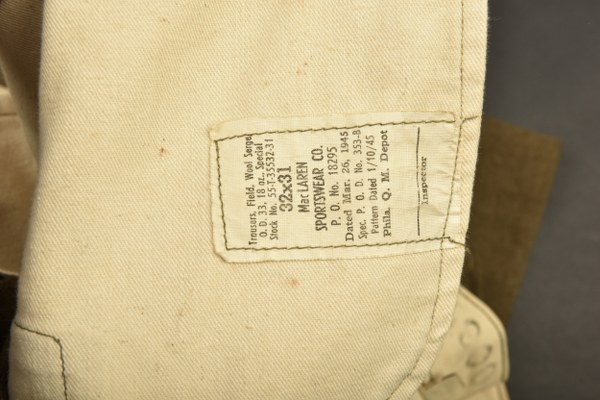 Trousers, Field, Wool Serge
O. D. 33, 18 oz., Special
Stock No. 55-T-35532-31
32x31
MacLAREN
SPORTSWEAR CO.
P. O. No. 18295
Dated Mar. 26, 1945
Spec. P. Q. D. No. 353-B
Pattern Dated 1/10/45
Phila. Q. M. Depot
Inspector